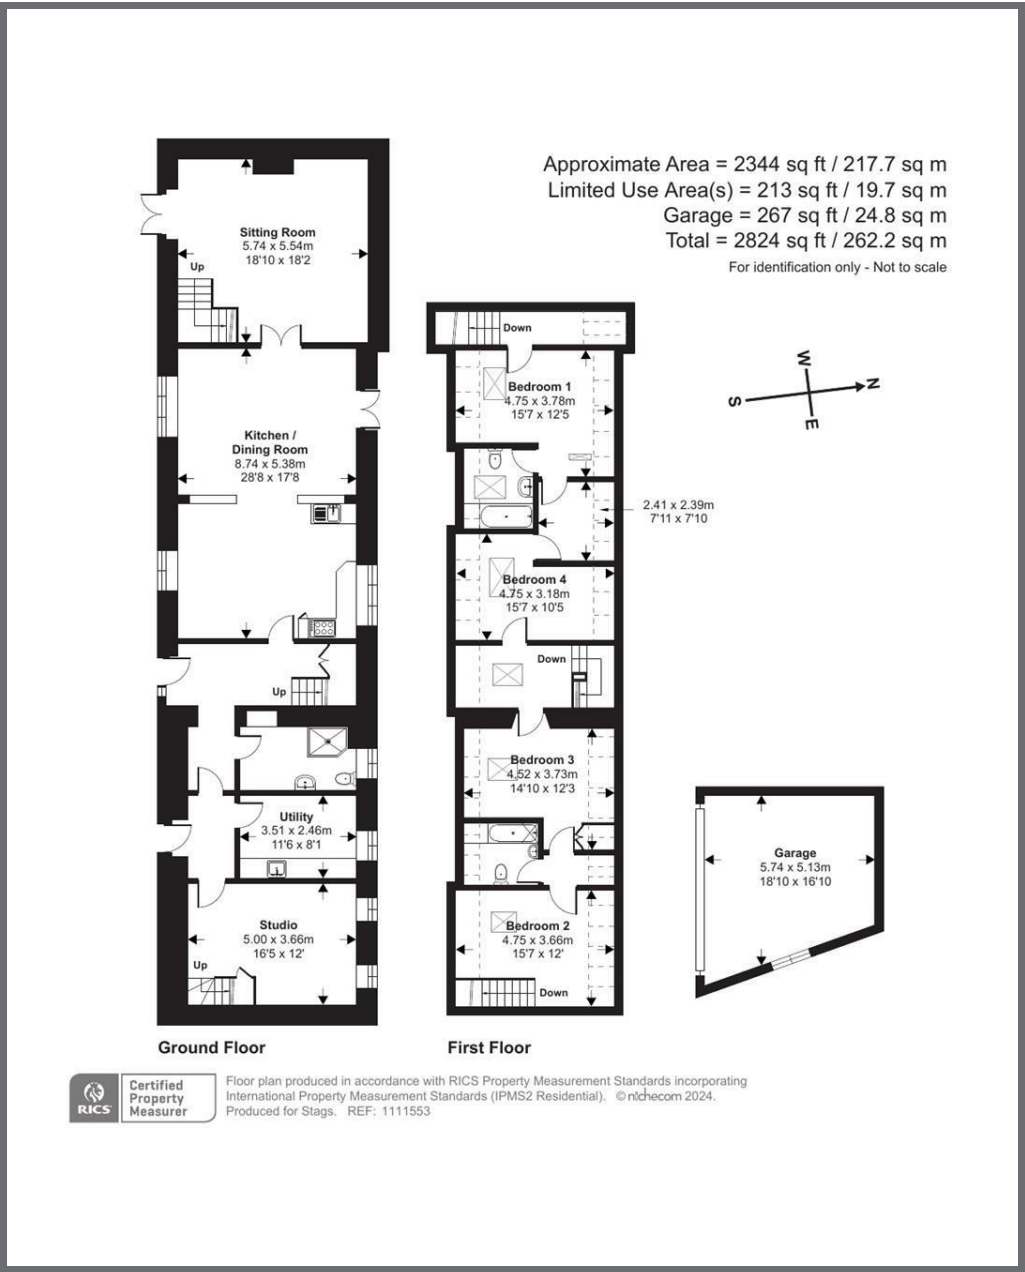 Approximate Area = 2344 sq ft / 217.7 sq m
Limited Use Area(s) = 213 sq ft / 19.7 sq m
Garage = 267 sq ft / 24.8 sq m
Total = 2824 sq ft / 262.2 sq m
For identification only - Not to scale
W
N
S
E
Sitting Room
5.74 x 5.54m
18'10 x 18'2
Up
Kitchen /
Dining Room
8.74 x 5.38m
28'8 x 17'8
Up
Utility
3.51 x 2.46m
11'6 x 8'1
Studio
5.00 x 3.66m
16'5 x 12'
Up
Ground Floor
Down
Bedroom 1
4.75 x 3.78m
15'7 x 12'5
2.41 x 2.39m
7'11 x 7'10
Bedroom 4
4.75 x 3.18m
15'7 x 10'5
Down
Bedroom 3
4.52 x 3.73m
14'10 x 12'3
Bedroom 2
4.75 x 3.66m
15'7 x 12'
Down
First Floor
Garage
5.74 x 5.13m
18'10 x 16'10
RICS
Certified
Property
Measurer
Floor plan produced in accordance with RICS Property Measurement Standards incorporating
International Property Measurement Standards (IPMS2 Residential). © nichecom 2024.
Produced for Stags. REF: 1111553